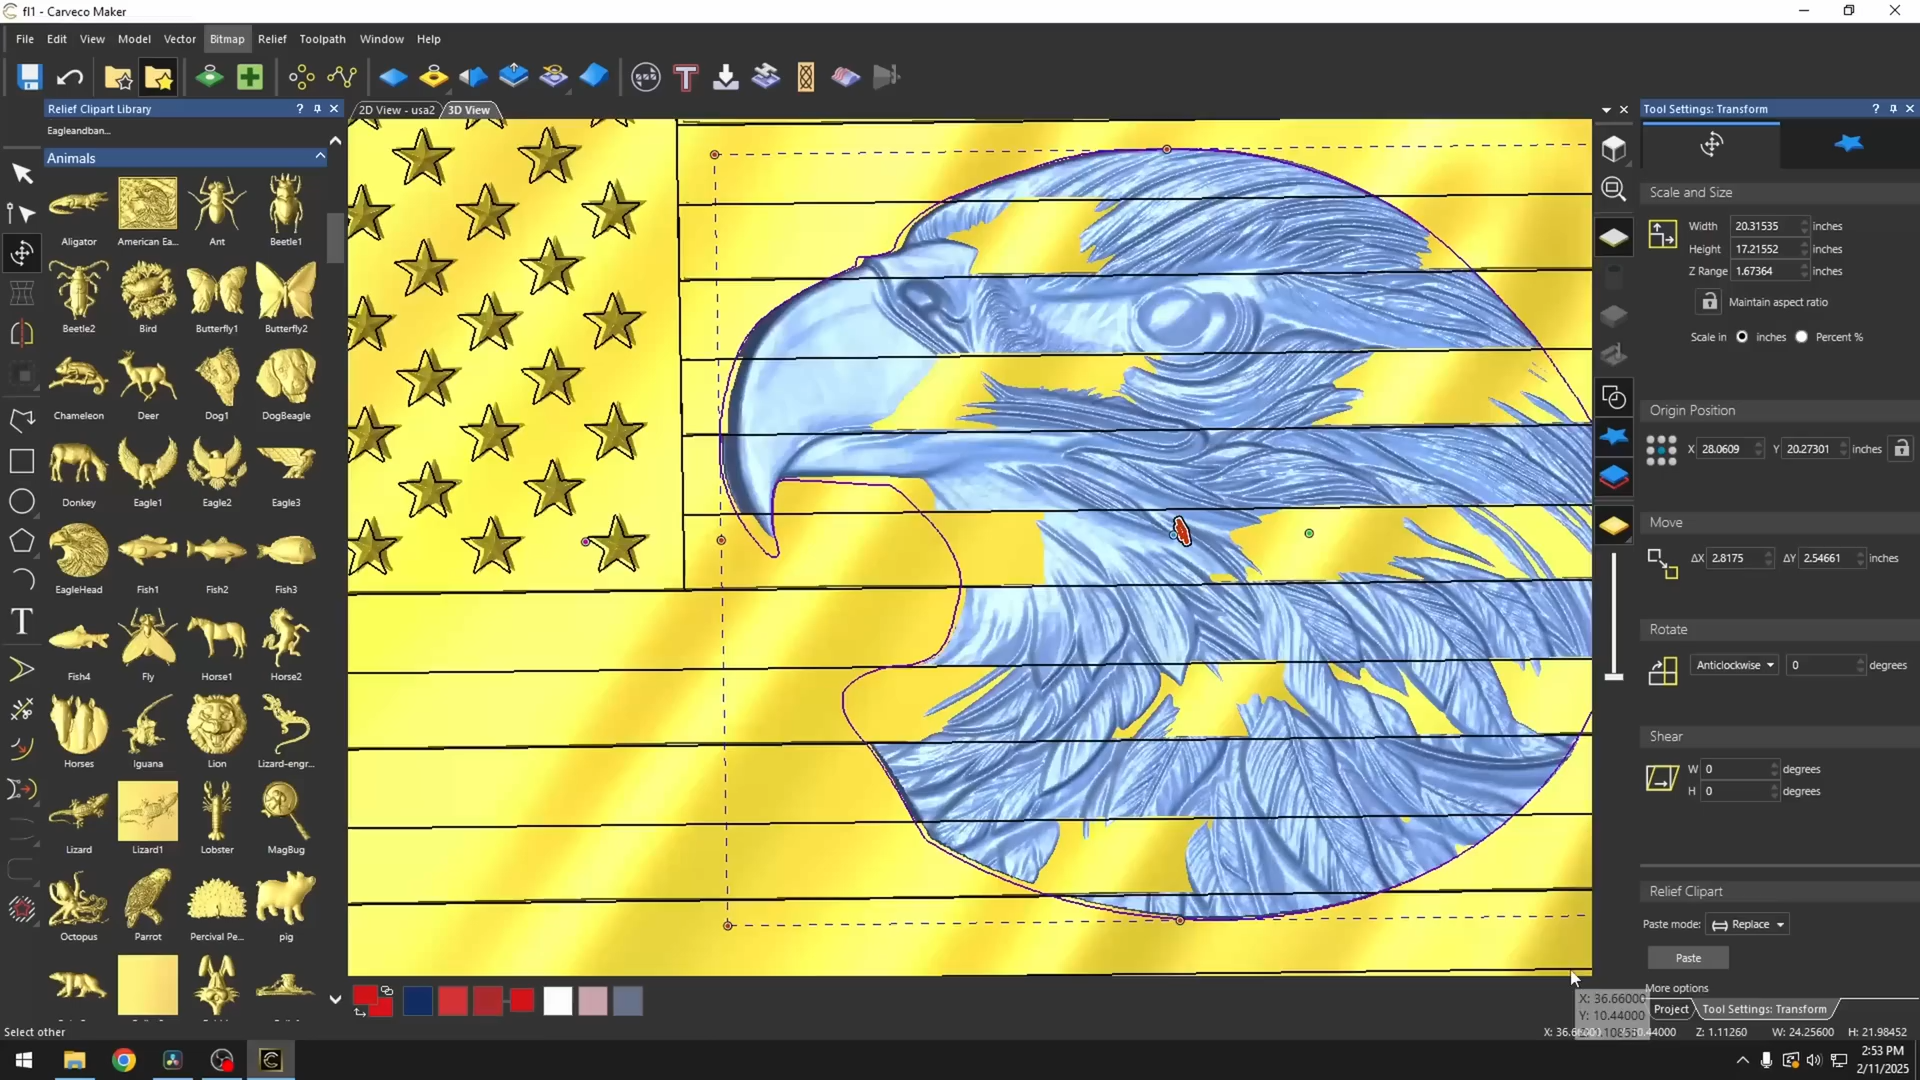 fl1 - Carveco Maker
File Edit View Model Vector Bitmap Relief Toolpath Window Help
Relief Clipart Library ?
2D View - usa2 3D View
Tool Settings: Transform ?
Eagleandban...
Animals
Aligator American Ea... Ant Beetle1
Beetle2 Bird Butterfly1 Butterfly2
Chameleon Deer Dog1 DogBeagle
Donkey Eagle1 Eagle2 Eagle3
EagleHead Fish1 Fish2 Fish3
Fish4 Fly Horse1 Horse2
Horses Iguana Lion Lizard-engr...
Lizard Lizard1 Lobster MagBug
Octopus Parrot Percival Pe... pig
Scale and Size
Width 20.31535 inches
Height 17.21552 inches
Z Range 1.67364 inches
Maintain aspect ratio
Scale in inches Percent %
Origin Position
X 28.0609 Y 20.27301 inches
Move
ΔX 2.8175 ΔY 2.54661 inches
Rotate
Anticlockwise 0 degrees
Shear
W 0 degrees
H 0 degrees
Relief Clipart
Paste mode: Replace
Paste
More options
X: 36.66000
Y: 10.44000
Project Tool Settings: Transform
Select other
Z: 1.11260 W: 24.25600 H: 21.98452
2:53 PM
2/11/2025